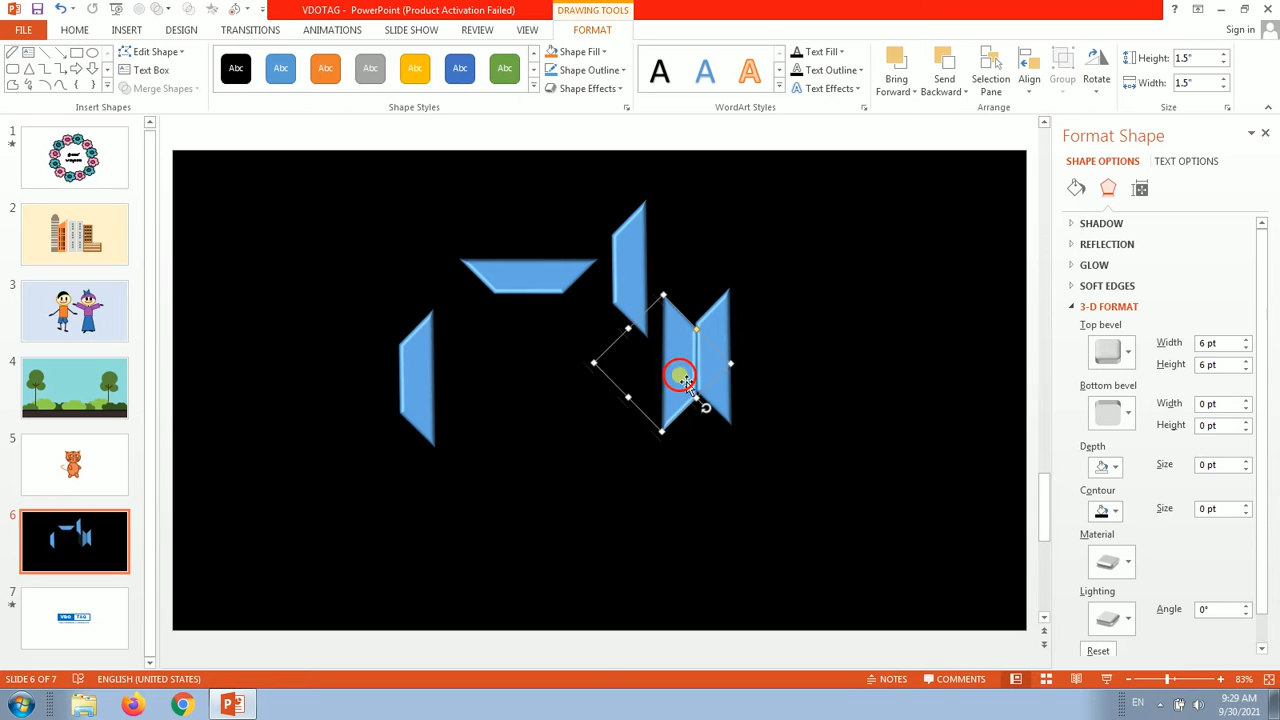 VDOTAG - PowerPoint (Product Activation Failed)
DRAWING TOOLS
?
FILE
HOME
INSERT
DESIGN
TRANSITIONS
ANIMATIONS
SLIDE SHOW
REVIEW
VIEW
FORMAT
Sign in
Edit Shape
Text Box
Merge Shapes
Insert Shapes
Abc
Abc
Abc
Abc
Abc
Abc
Abc
Shape Styles
Shape Fill
Shape Outline
Shape Effects
A
A
A
WordArt Styles
Text Fill
Text Outline
Text Effects
Bring
Forward
Send
Backward
Selection
Pane
Align
Group
Rotate
Arrange
Height: 1.5"
Width: 1.5"
Size
1
2
3
4
5
6
7
VDO TAG
Format Shape
SHAPE OPTIONS
TEXT OPTIONS
SHADOW
REFLECTION
GLOW
SOFT EDGES
3-D FORMAT
Top bevel
Width 6 pt
Height 6 pt
Bottom bevel
Width 0 pt
Height 0 pt
Depth
Size 0 pt
Contour
Size 0 pt
Material
Lighting
Angle 0°
Reset
SLIDE 6 OF 7
ENGLISH (UNITED STATES)
NOTES
COMMENTS
83%
EN
9:29 AM
9/30/2021